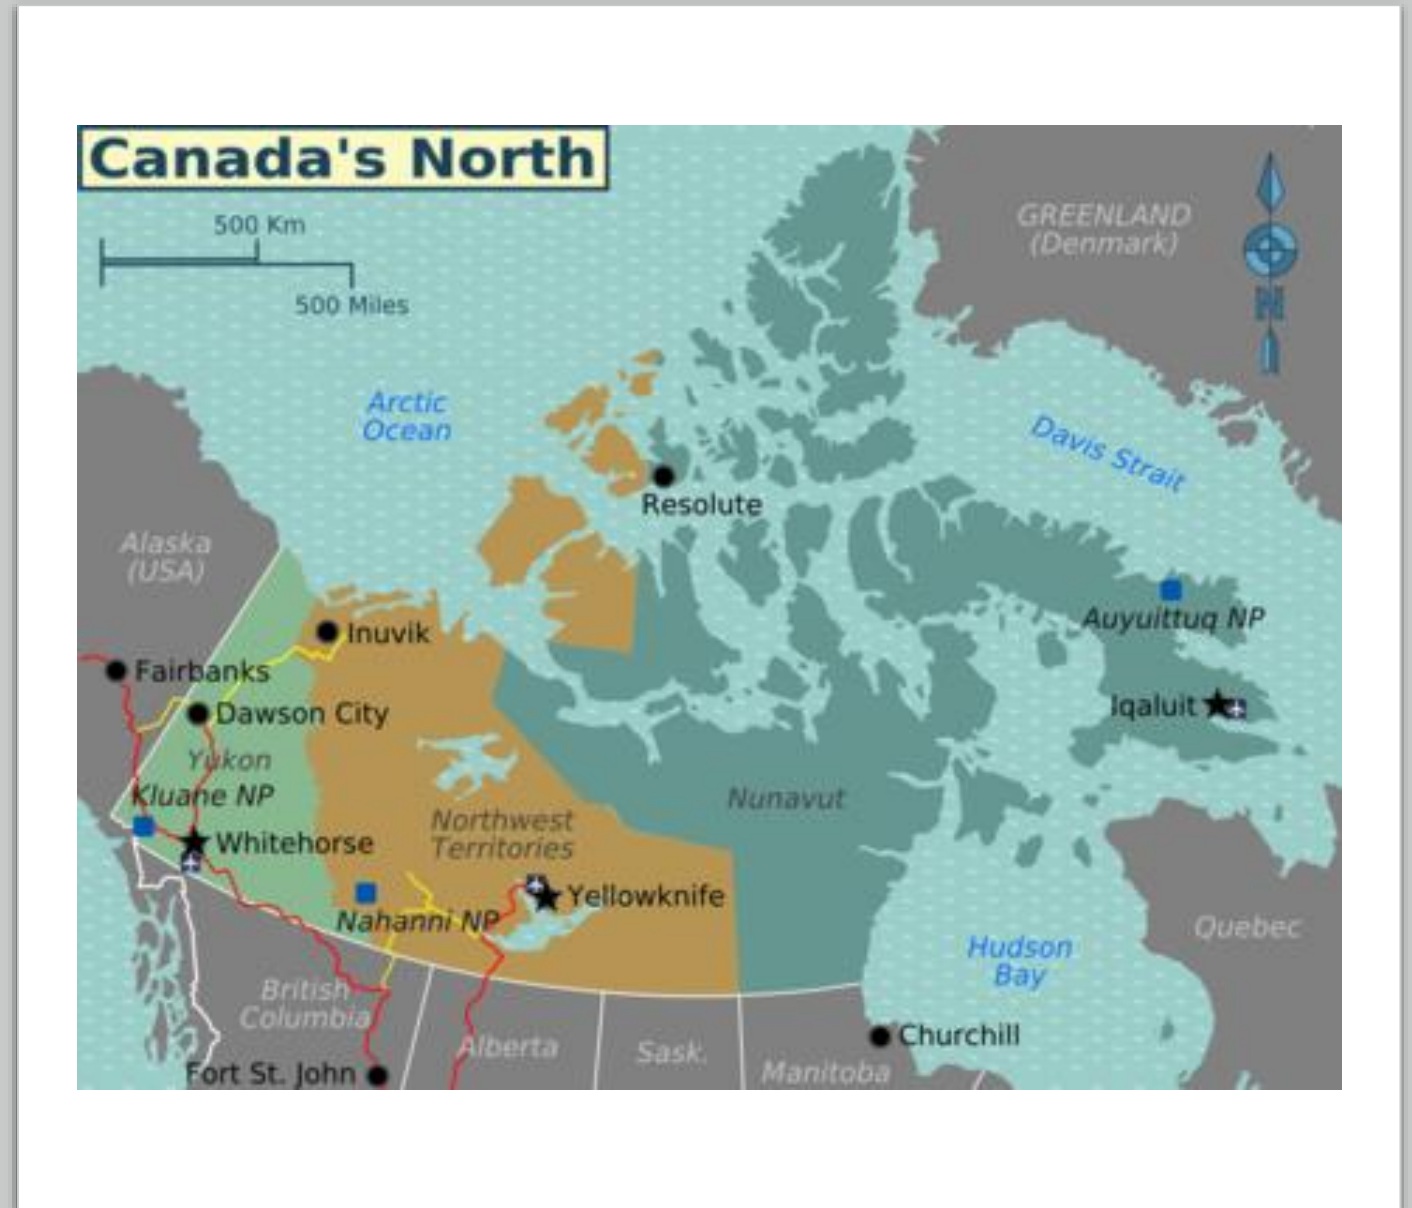 Canada's North
500 Km
500 Miles
GREENLAND
(Denmark)
N
Arctic
Ocean
Davis Strait
Resolute
Alaska
(USA)
Auyuittuq NP
Inuvik
Fairbanks
Iqaluit
Dawson City
Yukon
Kluane NP
Nunavut
Northwest
Territories
Whitehorse
Yellowknife
Nahanni NP
Quebec
Hudson
Bay
British
Columbia
Churchill
Alberta
Sask.
Manitoba
Fort St. John